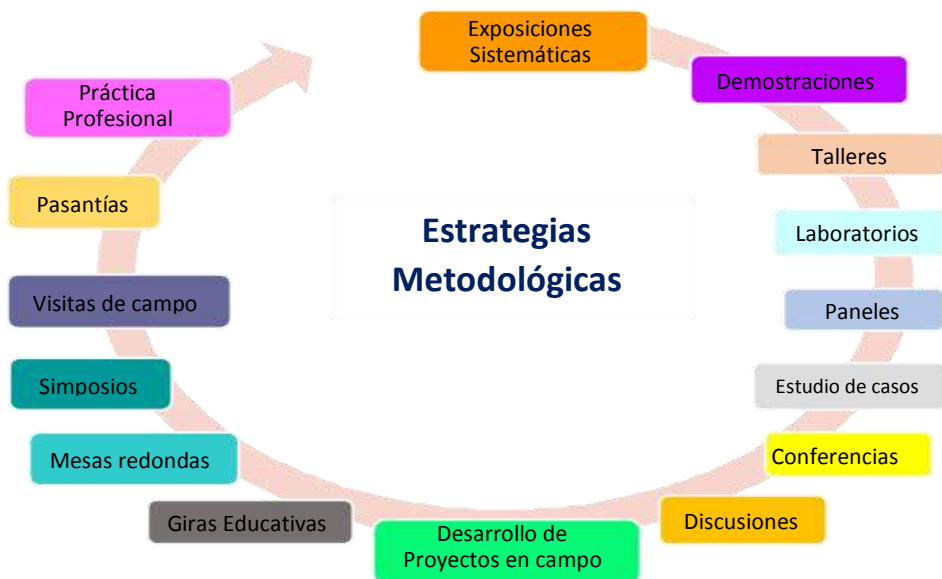 Exposiciones
Sistemáticas
Demostraciones
Talleres
Laboratorios
Paneles
Estudio de casos
Conferencias
Discusiones
Desarrollo de
Proyectos en campo
Giras Educativas
Mesas redondas
Simposios
Visitas de campo
Pasantías
Práctica
Profesional
Estrategias
Metodológicas